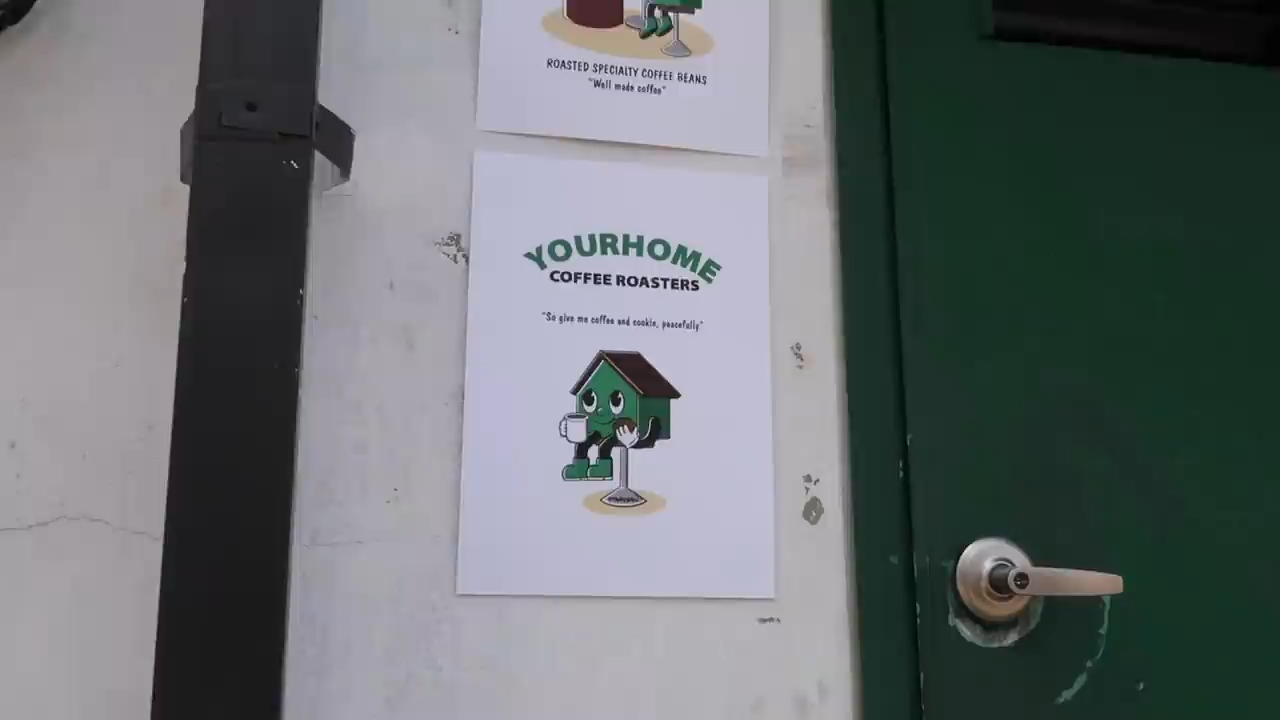 ROASTED SPECIALTY COFFEE BEANS
"Well made coffee"
YOURHOME
COFFEE ROASTERS
"So give me coffee and cookie, peacefully"